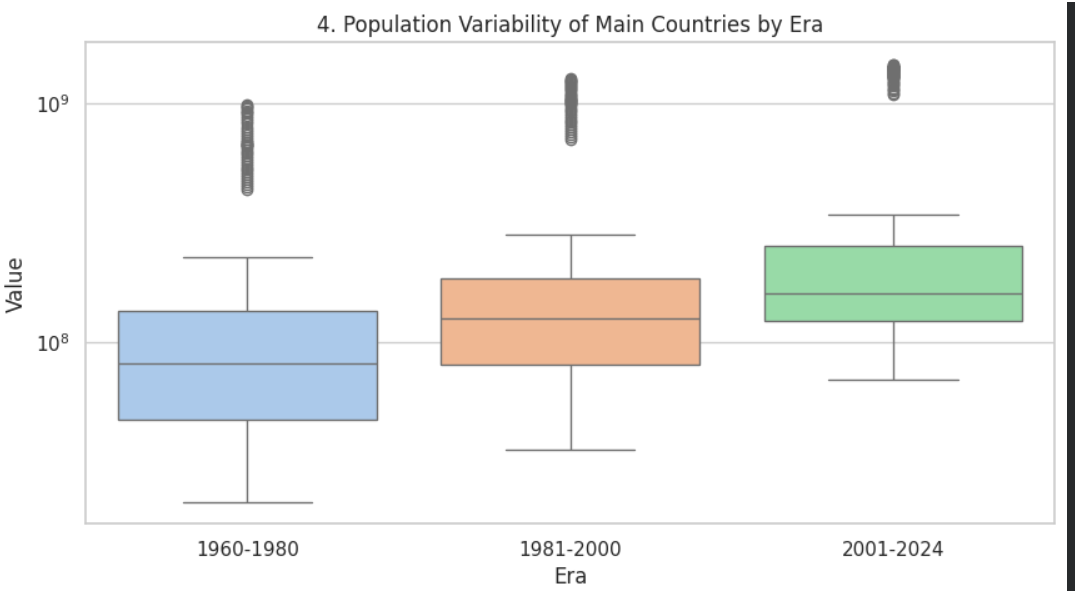 4. Population Variability of Main Countries by Era
10⁹
10⁸
Value
1960-1980
1981-2000
2001-2024
Era